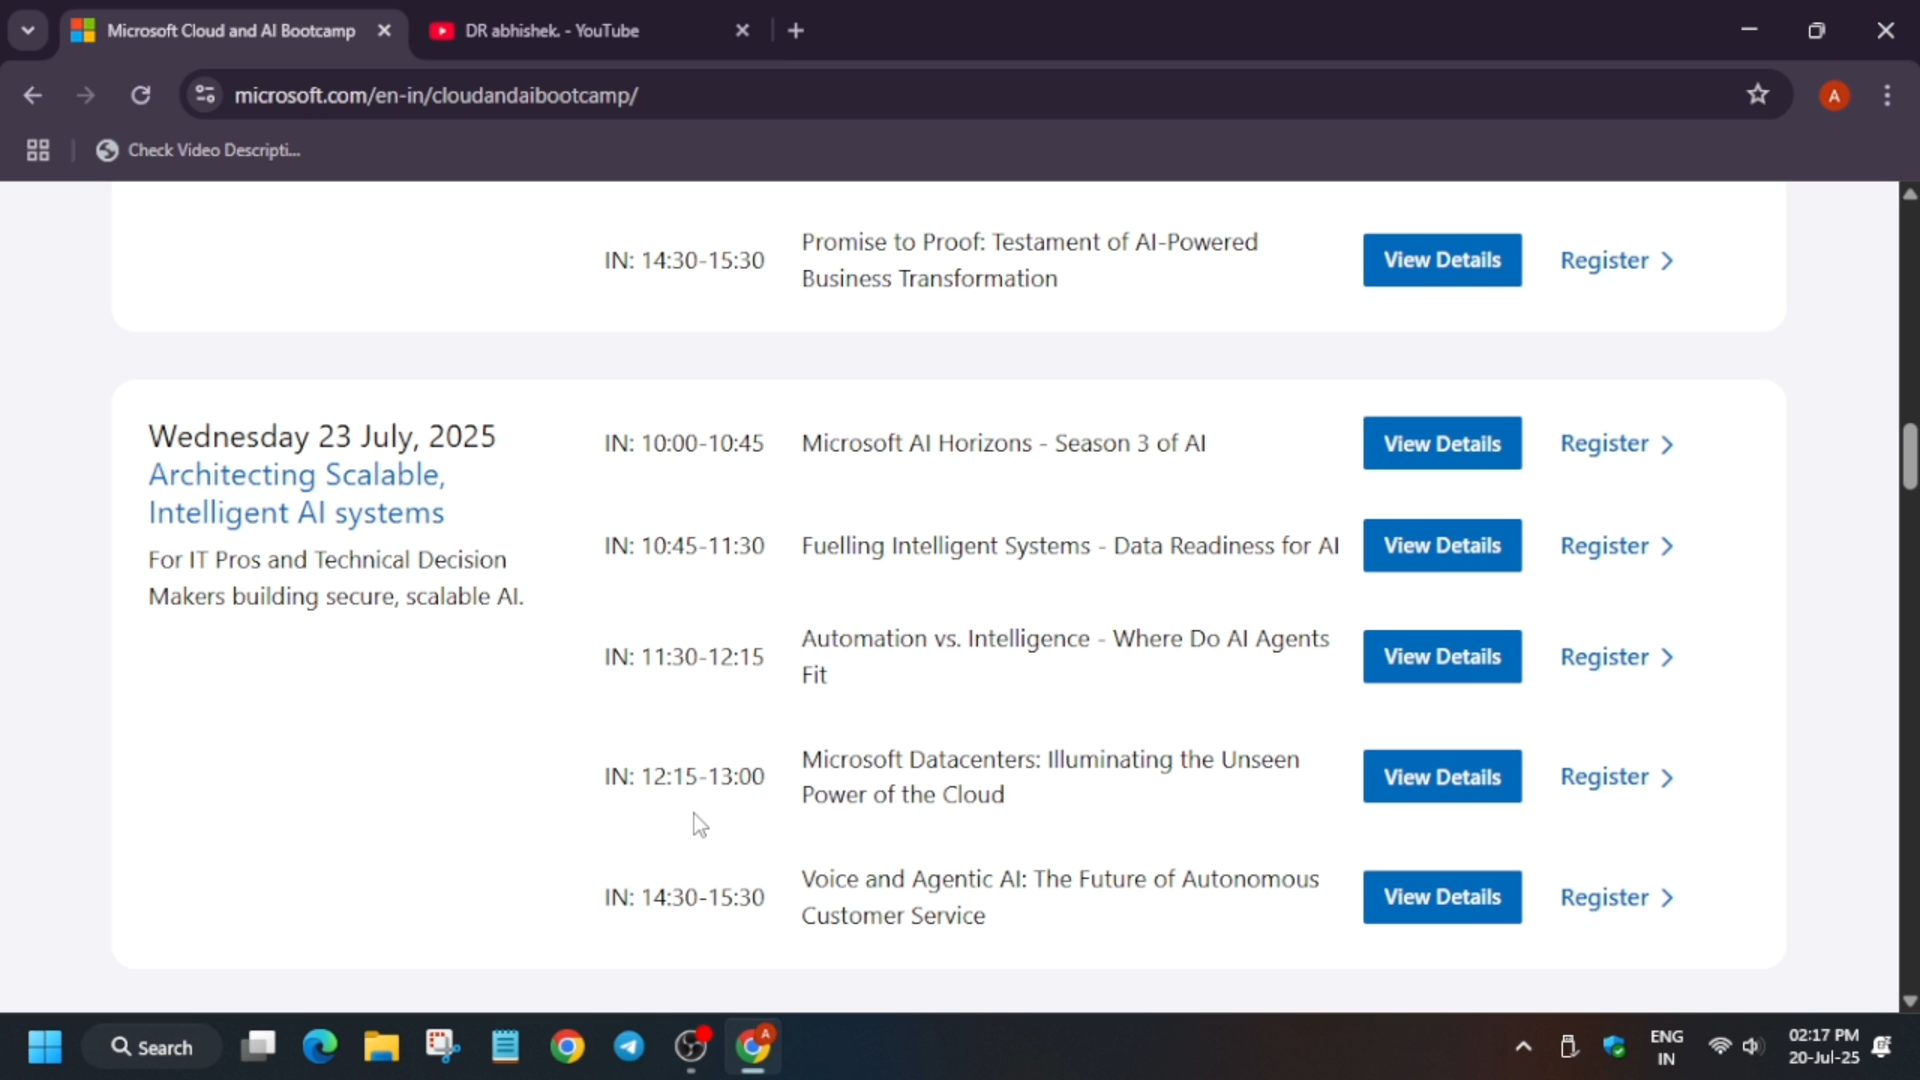 Microsoft Cloud and AI Bootcamp
DR abhishek. - YouTube
microsoft.com/en-in/cloudandaibootcamp/
A
Check Video Descripti...
IN: 14:30-15:30
Promise to Proof: Testament of AI-Powered
Business Transformation
View Details
Register
Wednesday 23 July, 2025
Architecting Scalable,
Intelligent AI systems
For IT Pros and Technical Decision
Makers building secure, scalable AI.
IN: 10:00-10:45
Microsoft AI Horizons - Season 3 of AI
View Details
Register
IN: 10:45-11:30
Fuelling Intelligent Systems - Data Readiness for AI
View Details
Register
IN: 11:30-12:15
Automation vs. Intelligence - Where Do AI Agents
Fit
View Details
Register
IN: 12:15-13:00
Microsoft Datacenters: Illuminating the Unseen
Power of the Cloud
View Details
Register
IN: 14:30-15:30
Voice and Agentic AI: The Future of Autonomous
Customer Service
View Details
Register
Search
A
ENG
IN
02:17 PM
20-Jul-25